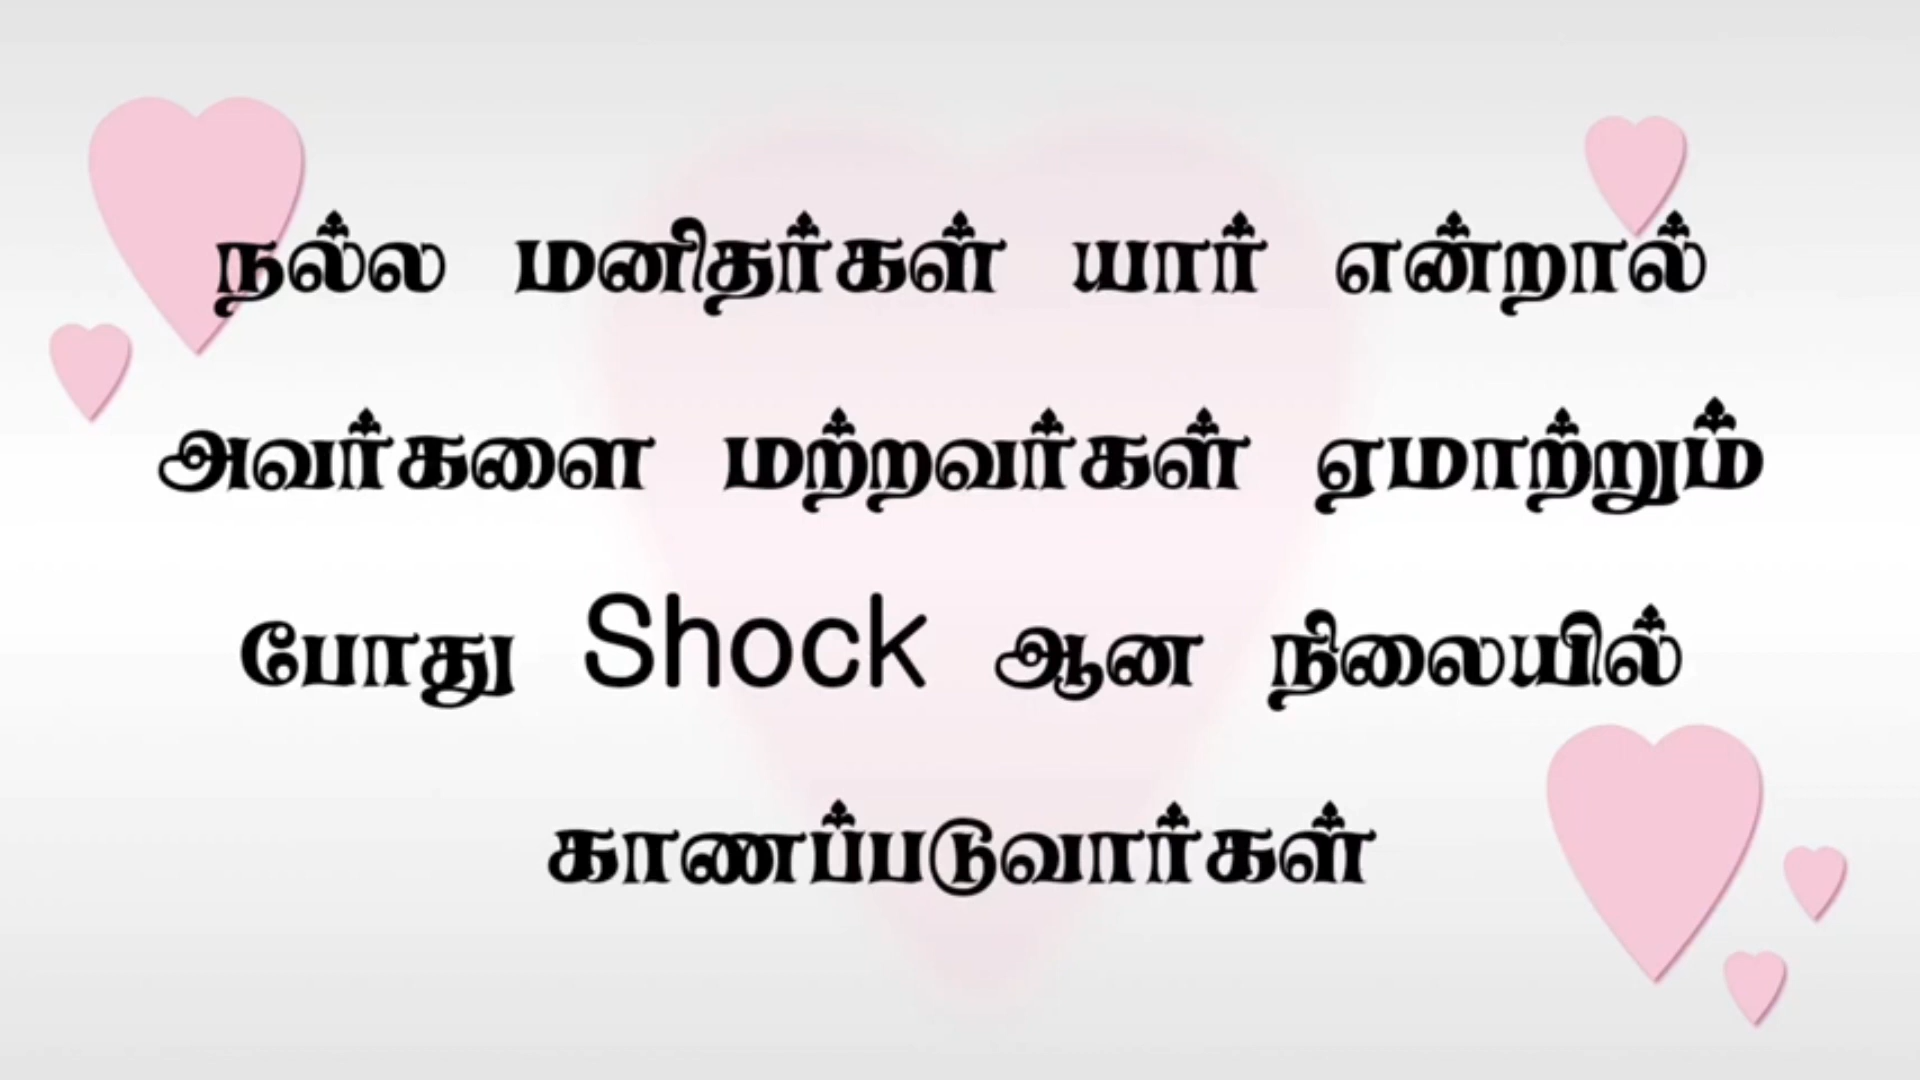 நல்ல மனிதர்கள் யார் என்றால்
அவர்களை மற்றவர்கள் ஏமாற்றும்
போது Shock ஆன நிலையில்
காணப்படுவார்கள்